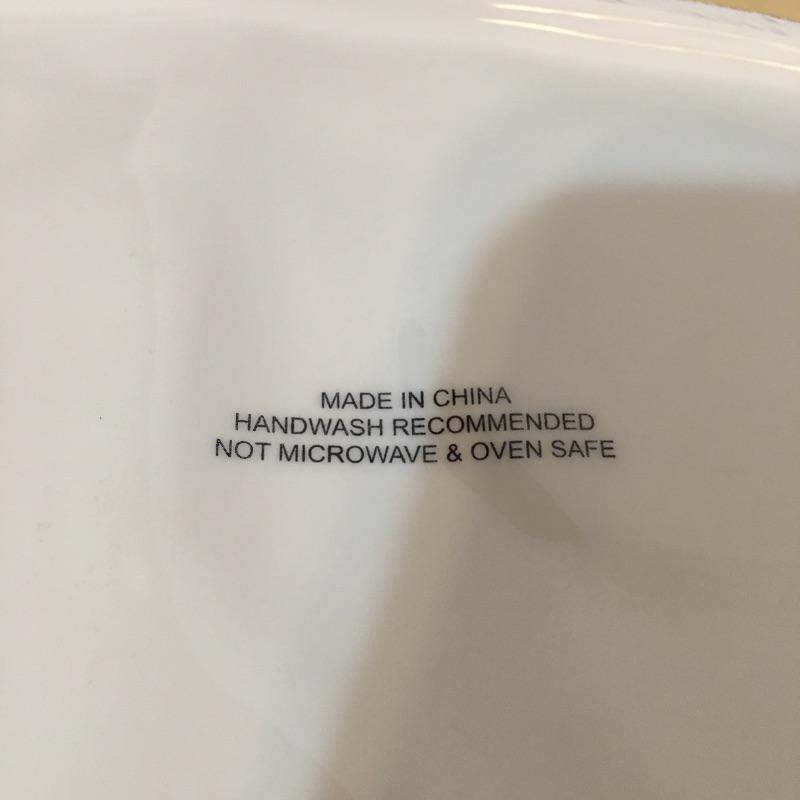 MADE IN CHINA
HANDWASH RECOMMENDED
NOT MICROWAVE & OVEN SAFE